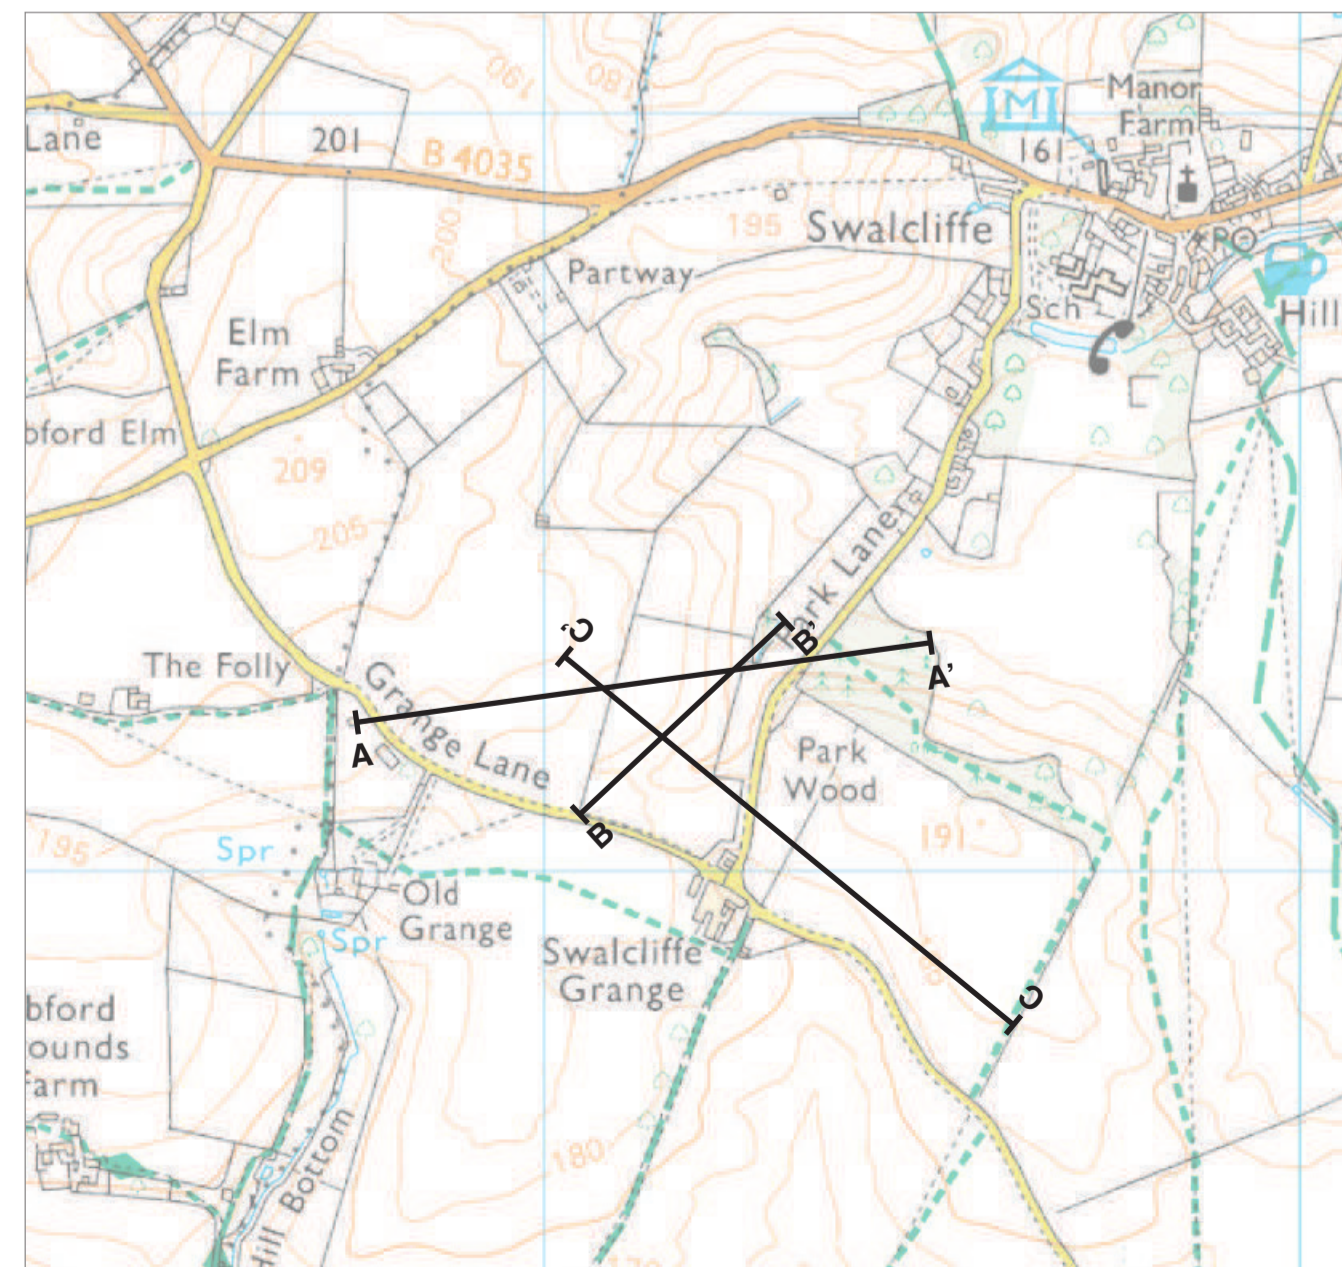 190
180
Manor
Farm
Lane
201
B 4035
161
M
195
Swalcliffe
PO
200
Partway
Sch
Hill
Elm
Farm
bford Elm
209
205
Park Lane
C'
B'
A'
The Folly
Grange Lane
A
Park
Wood
B
191
195
Spr
Old
Grange
Spr
Swalcliffe
Grange
C
bford
ounds
Farm
Hill Bottom
180
170